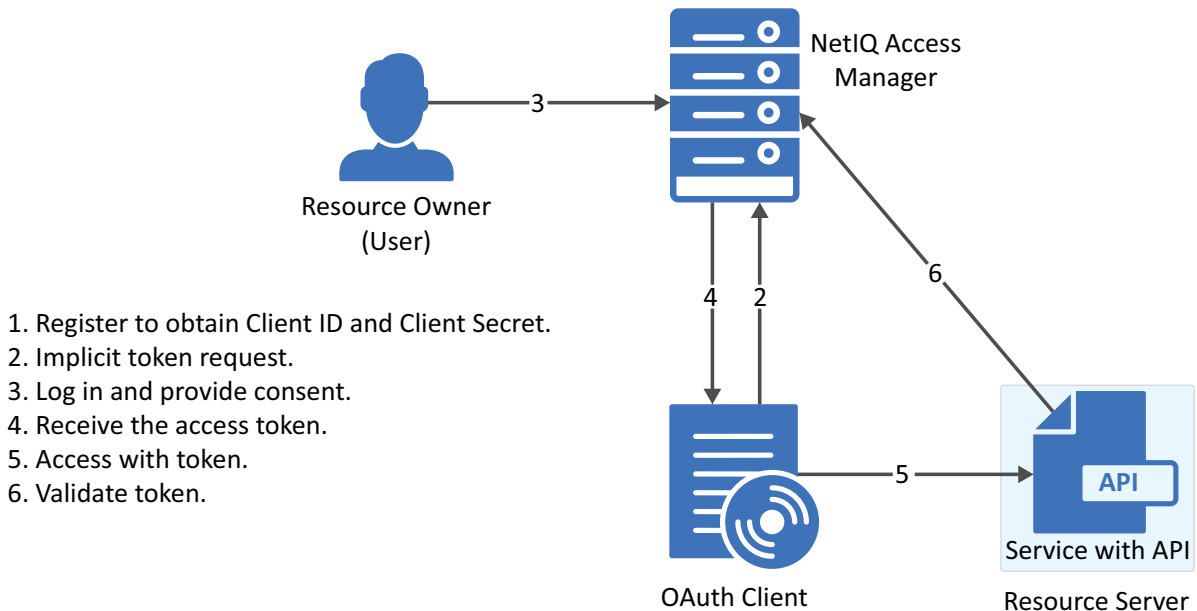 NetIQ Access
Manager
3
Resource Owner
(User)
4
2
6
1. Register to obtain Client ID and Client Secret.
2. Implicit token request.
3. Log in and provide consent.
4. Receive the access token.
5. Access with token.
6. Validate token.
5
API
Service with API
OAuth Client
Resource Server